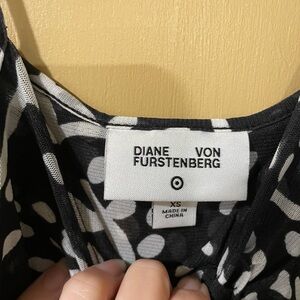 DIANE VON
FURSTENBERG
XS
MADE IN
CHINA